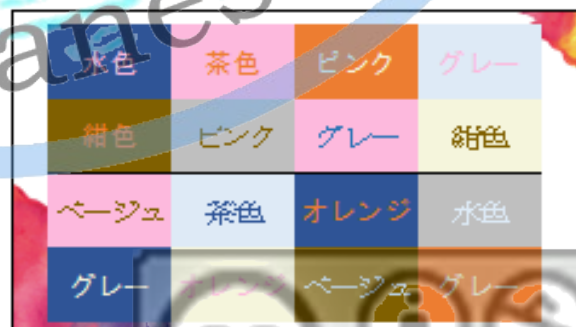 水色 茶色 ピンク グレー
紺色 ピンク グレー 紺色
ベージュ 茶色 オレンジ 水色
グレー オレンジ ベージュ グレー